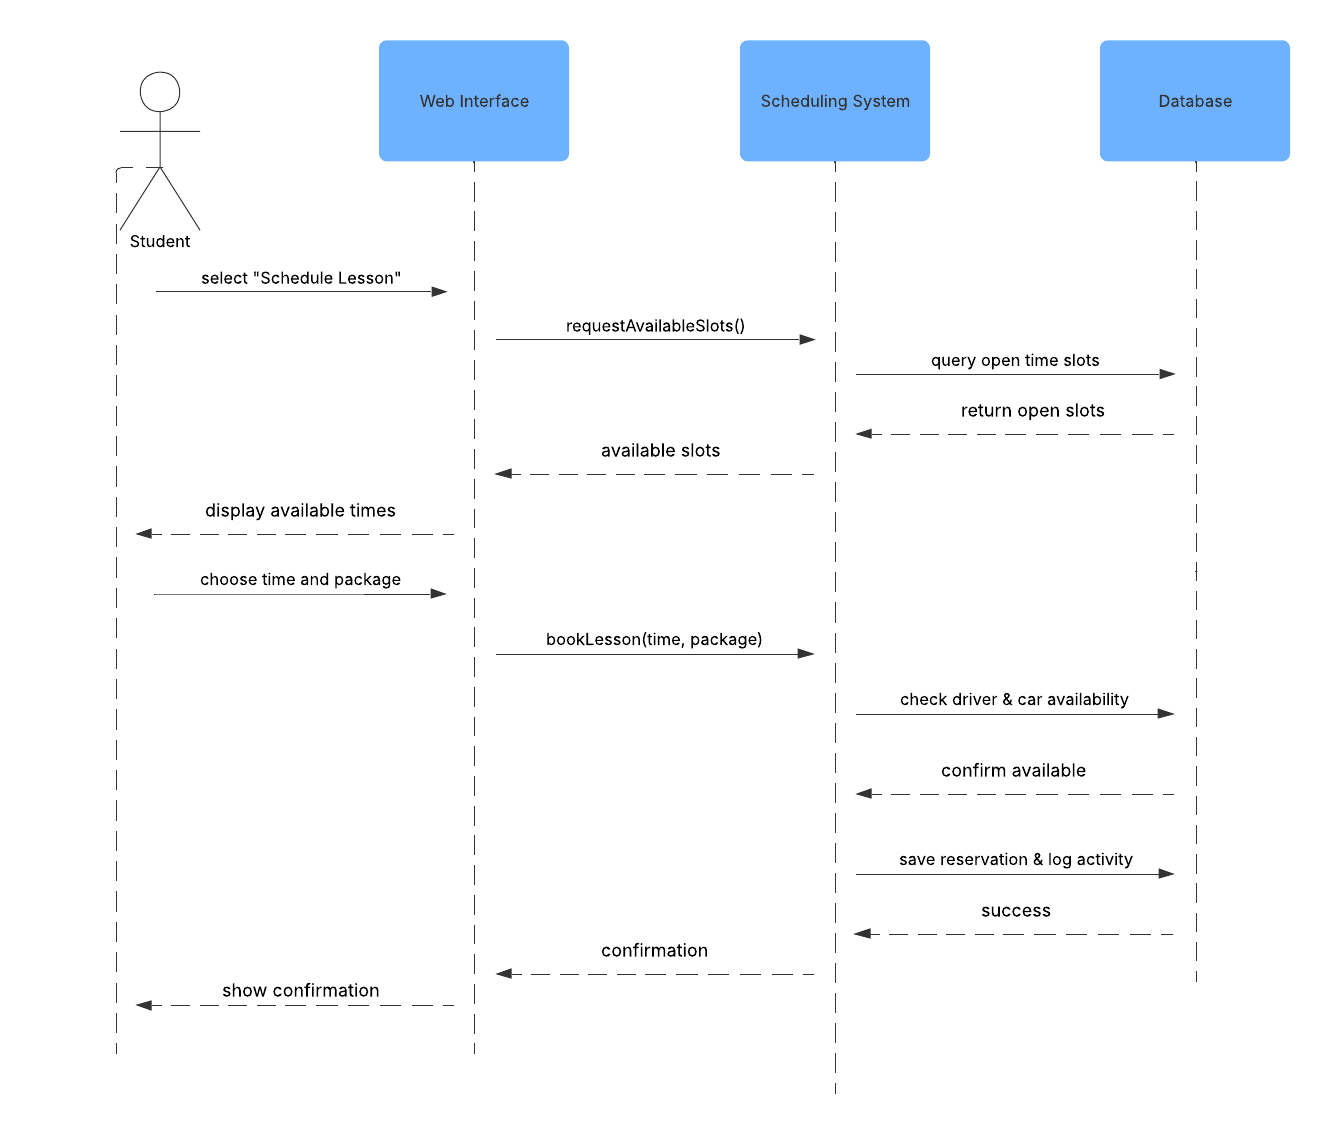 Web Interface
Scheduling System
Database
Student
select "Schedule Lesson"
requestAvailableSlots()
query open time slots
return open slots
available slots
display available times
choose time and package
bookLesson(time, package)
check driver & car availability
confirm available
save reservation & log activity
success
confirmation
show confirmation